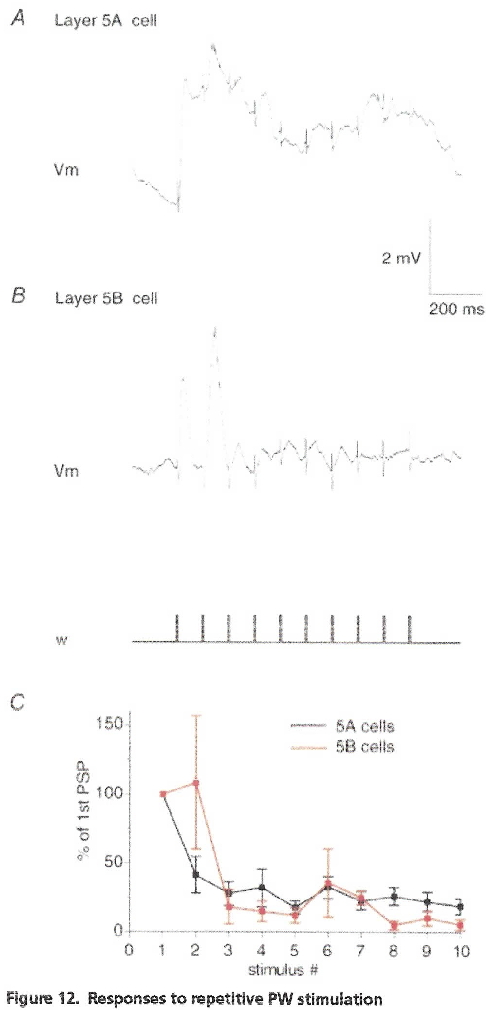 A Layer 5A cell
Vm
2 mV
200 ms
B Layer 5B cell
Vm
w
C
150
100
50
0
% of 1st PSP
5A cells
5B cells
0 1 2 3 4 5 6 7 8 9 10
stimulus #
Figure 12. Responses to repetitive PW stimulation